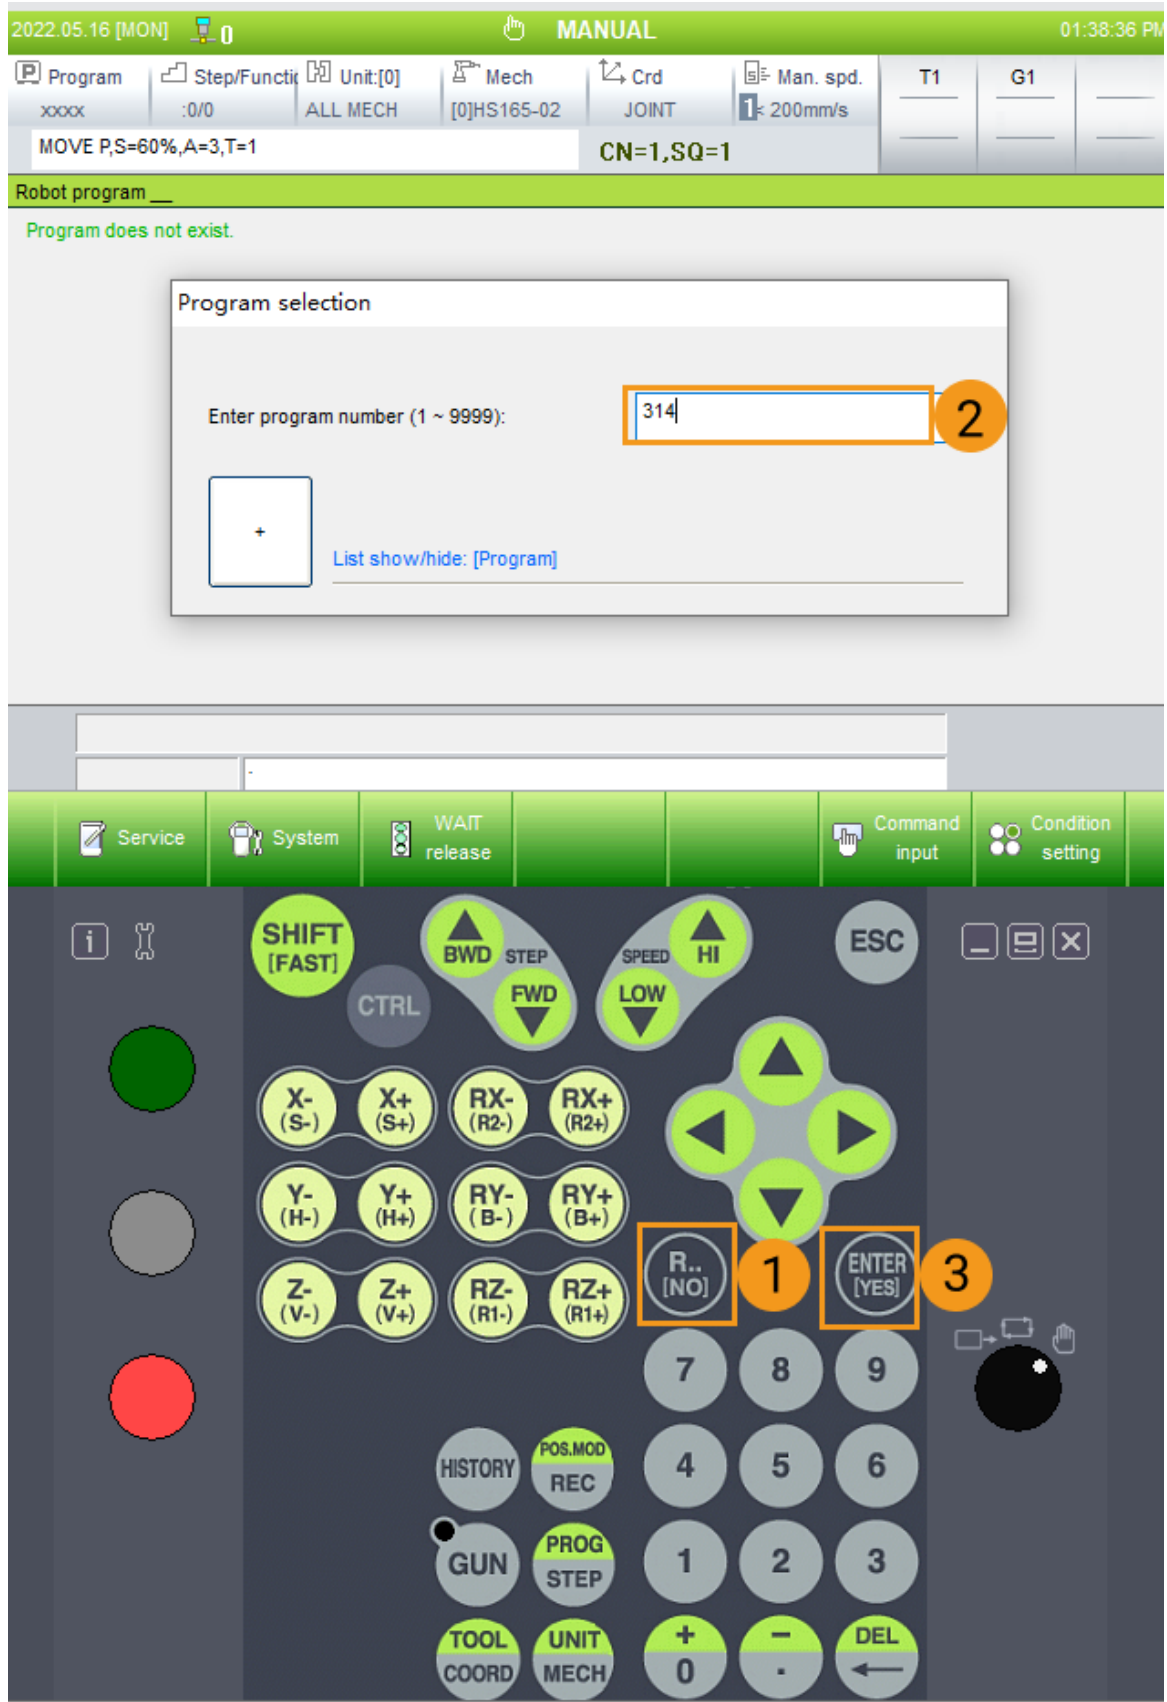 2022.05.16 [MON] 0 MANUAL 01:38:36 PM
Program Step/Functio Unit:[0] Mech Crd Man. spd. T1 G1
xxxx :0/0 ALL MECH [0]HS165-02 JOINT 1< 200mm/s
MOVE P,S=60%,A=3,T=1 CN=1,SQ=1
Robot program __
Program does not exist.
Program selection
Enter program number (1 ~ 9999): 314 2
+
List show/hide: [Program]
Service System WAIT release Command input Condition setting
SHIFT [FAST] BWD STEP SPEED HI ESC
CTRL FWD LOW
X- (S-) X+ (S+) RX- (R2-) RX+ (R2+)
Y- (H-) Y+ (H+) RY- (B-) RY+ (B+)
R.. [NO] 1 ENTER [YES] 3
Z- (V-) Z+ (V+) RZ- (R1-) RZ+ (R1+)
7 8 9
HISTORY POS.MOD REC 4 5 6
GUN PROG STEP 1 2 3
TOOL COORD UNIT MECH + 0 - . DEL